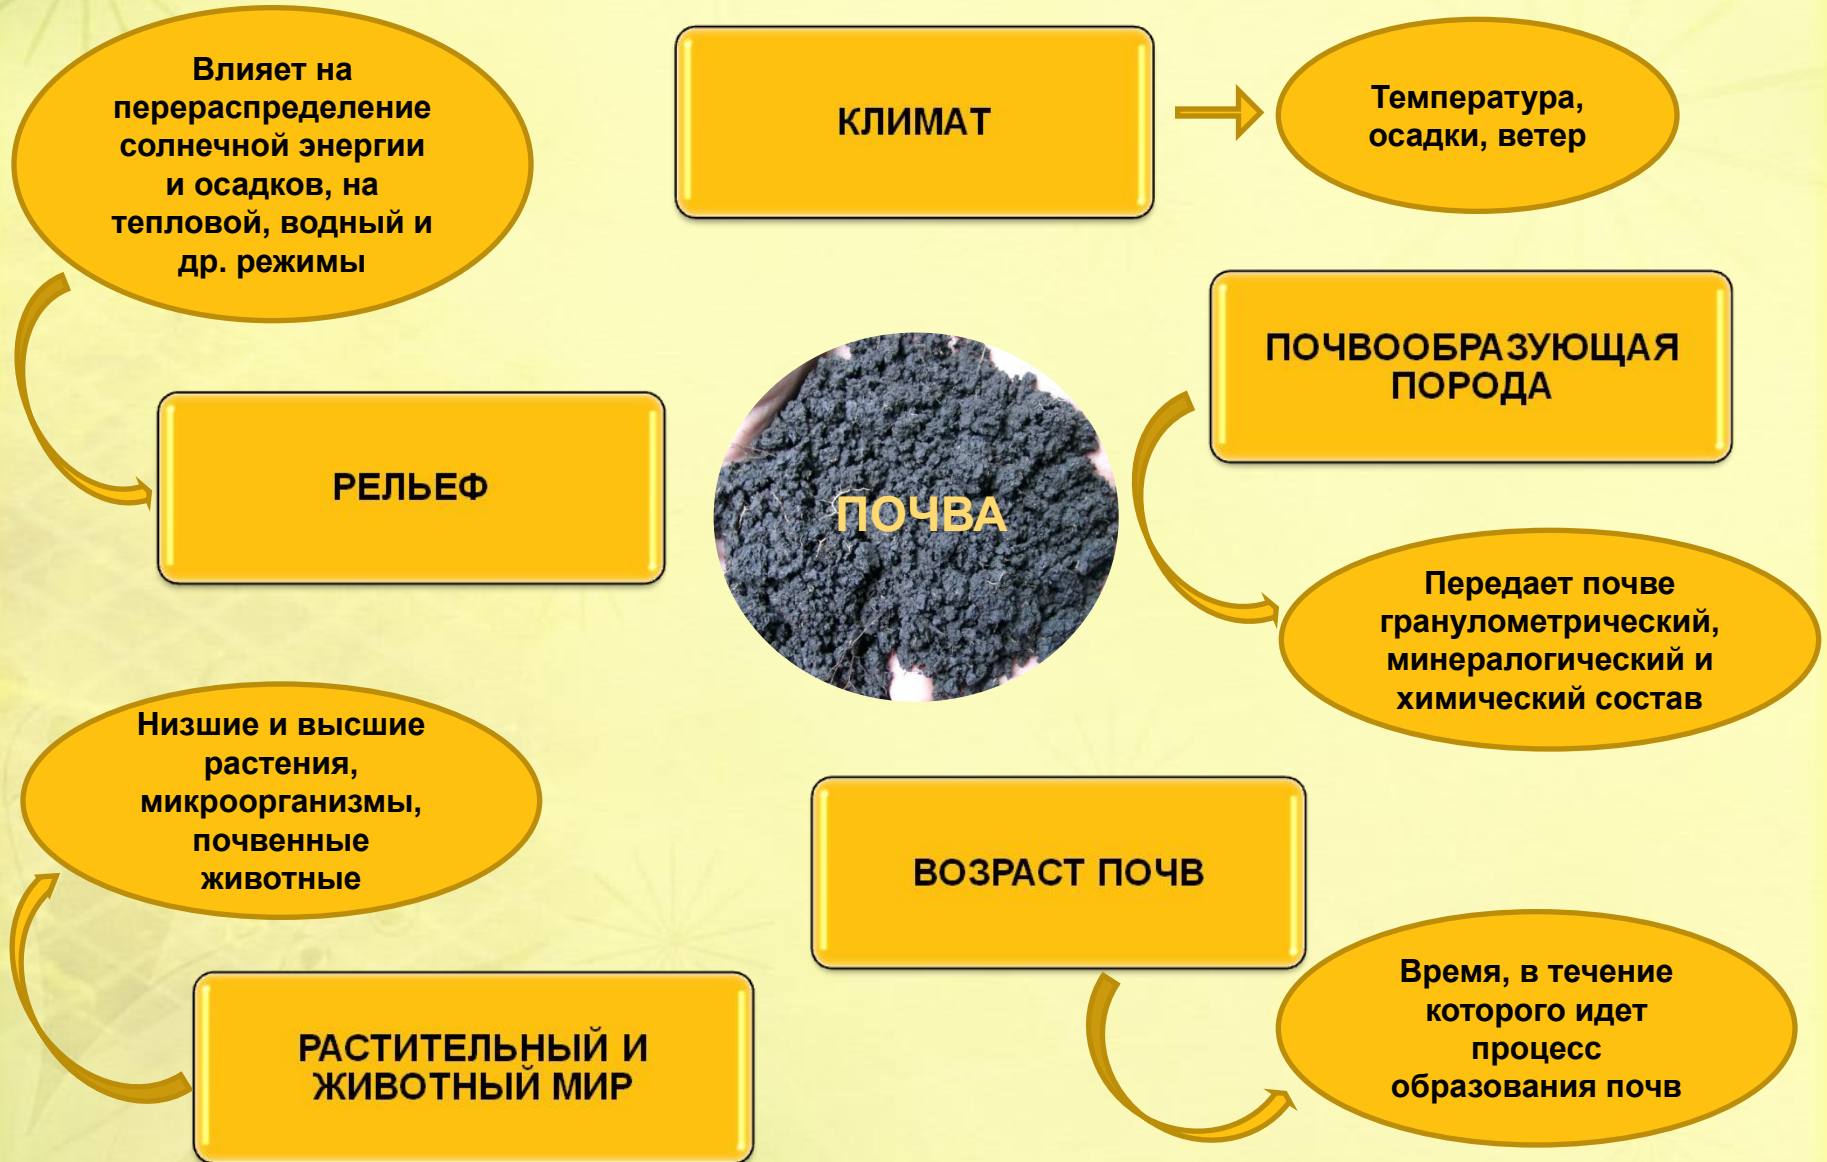 Влияет на
перераспределение
солнечной энергии
и осадков, на
тепловой, водный и
др. режимы
КЛИМАТ
Температура,
осадки, ветер
ПОЧВООБРАЗУЮЩАЯ
ПОРОДА
РЕЛЬЕФ
ПОЧВА
Передает почве
гранулометрический,
минералогический и
химический состав
Низшие и высшие
растения,
микроорганизмы,
почвенные
животные
ВОЗРАСТ ПОЧВ
Время, в течение
которого идет
процесс
образования почв
РАСТИТЕЛЬНЫЙ И
ЖИВОТНЫЙ МИР